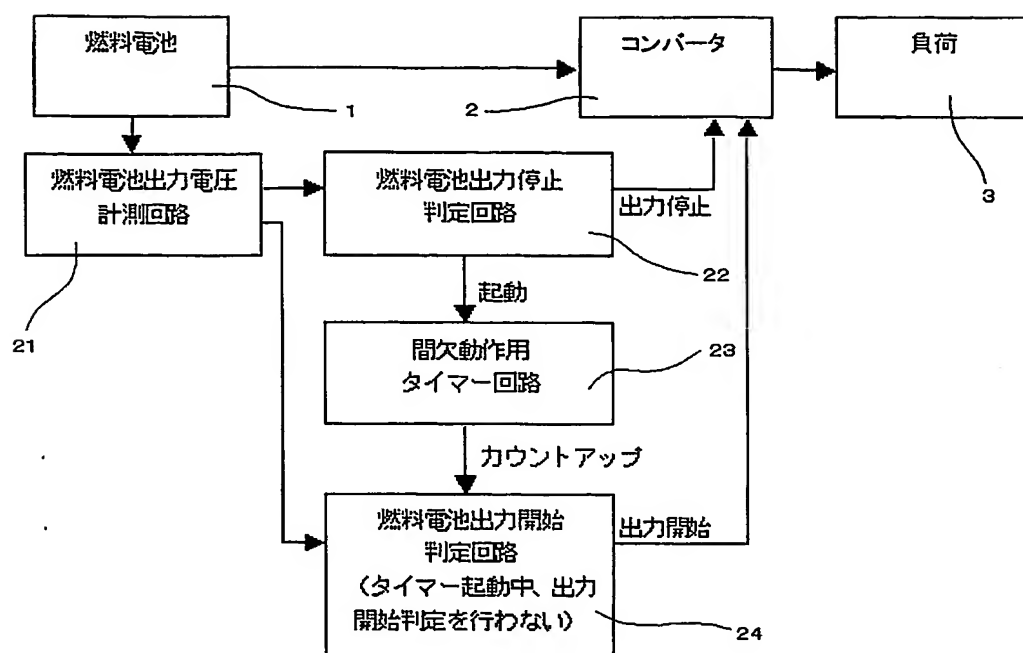 燃料電池
コンバータ
負荷
1
2
3
燃料電池出力電圧
計測回路
燃料電池出力停止
判定回路
出力停止
21
22
起動
間欠動作用
タイマー回路
23
カウントアップ
燃料電池出力開始
判定回路
(タイマー起動中、出力
開始判定を行わない)
出力開始
24